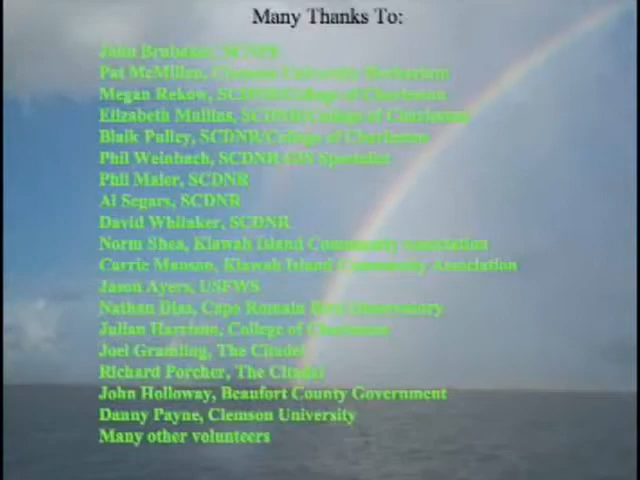 Many Thanks To:
John Brubaker, SCDNR
Pat McMillan, Clemson University Herbarium
Megan Rekow, SCDNR/College of Charleston
Elizabeth Mullins, SCDNR/College of Charleston
Blaik Pulley, SCDNR/College of Charleston
Phil Weinbach, SCDNR GIS Specialist
Phil Maier, SCDNR
Al Segars, SCDNR
David Whitaker, SCDNR
Norm Shea, Kiawah Island Community Association
Carrie Monson, Kiawah Island Community Association
Jason Ayers, USFWS
Nathan Dias, Cape Romain Bird Observatory
Julian Harrison, College of Charleston
Joel Gramling, The Citadel
Richard Porcher, The Citadel
John Holloway, Beaufort County Government
Danny Payne, Clemson University
Many other volunteers